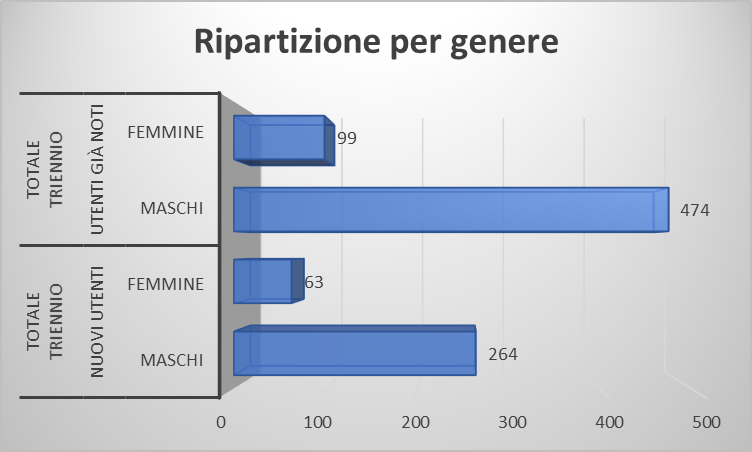 Ripartizione per genere
TOTALE
TRIENNIO
UTENTI GIÀ NOTI
FEMMINE
99
MASCHI
474
TOTALE
TRIENNIO
NUOVI UTENTI
FEMMINE
63
MASCHI
264
0 100 200 300 400 500